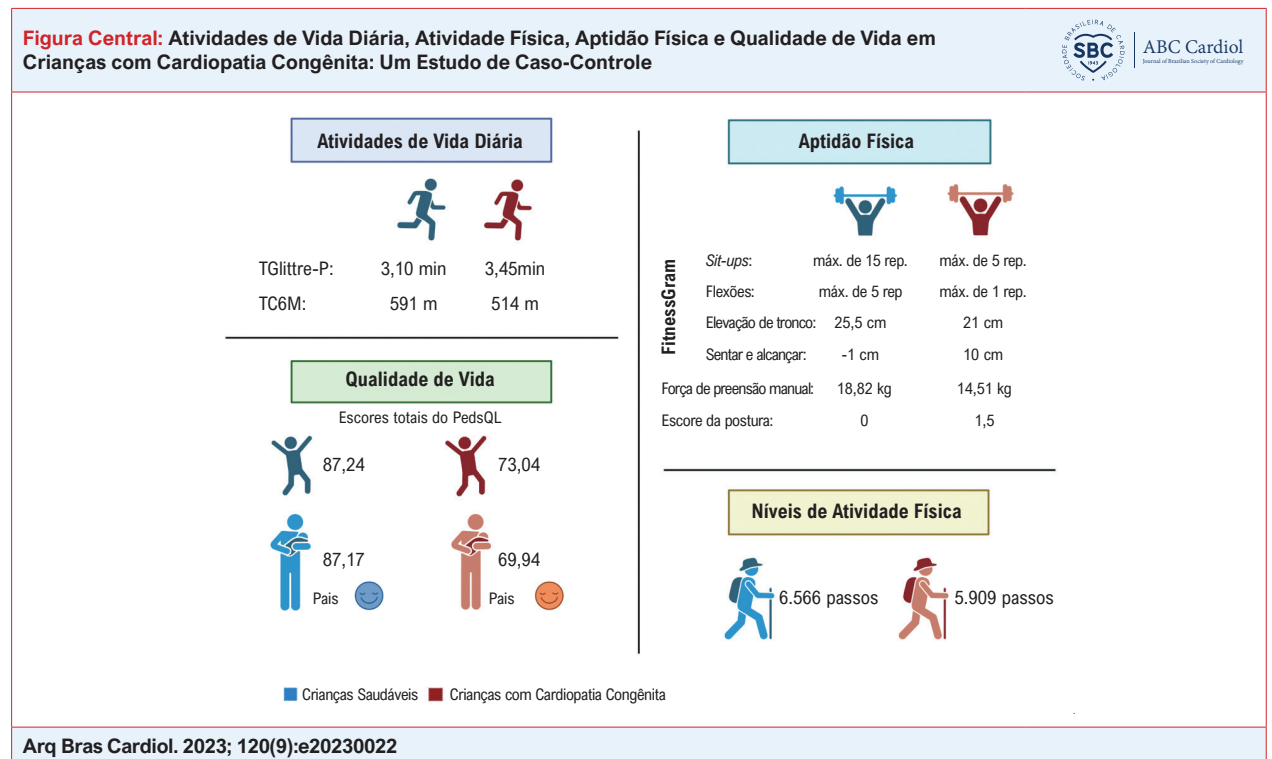 Figura Central: Atividades de Vida Diária, Atividade Física, Aptidão Física e Qualidade de Vida em
Crianças com Cardiopatia Congênita: Um Estudo de Caso-Controle
SOCIEDADE BRASILEIRA DE CARDIOLOGIA
SBC
1943
ABC Cardiol
Journal of Brazilian Society of Cardiology
Atividades de Vida Diária
TGlittre-P: 3,10 min 3,45min
TC6M: 591 m 514 m
Qualidade de Vida
Escores totais do PedsQL
87,24 73,04
87,17 69,94
Pais Pais
Aptidão Física
FitnessGram
Sit-ups: máx. de 15 rep. máx. de 5 rep.
Flexões: máx. de 5 rep máx. de 1 rep.
Elevação de tronco: 25,5 cm 21 cm
Sentar e alcançar: -1 cm 10 cm
Força de preensão manual: 18,82 kg 14,51 kg
Escore da postura: 0 1,5
Níveis de Atividade Física
6.566 passos 5.909 passos
Crianças Saudáveis Crianças com Cardiopatia Congênita
Arq Bras Cardiol. 2023; 120(9):e20230022